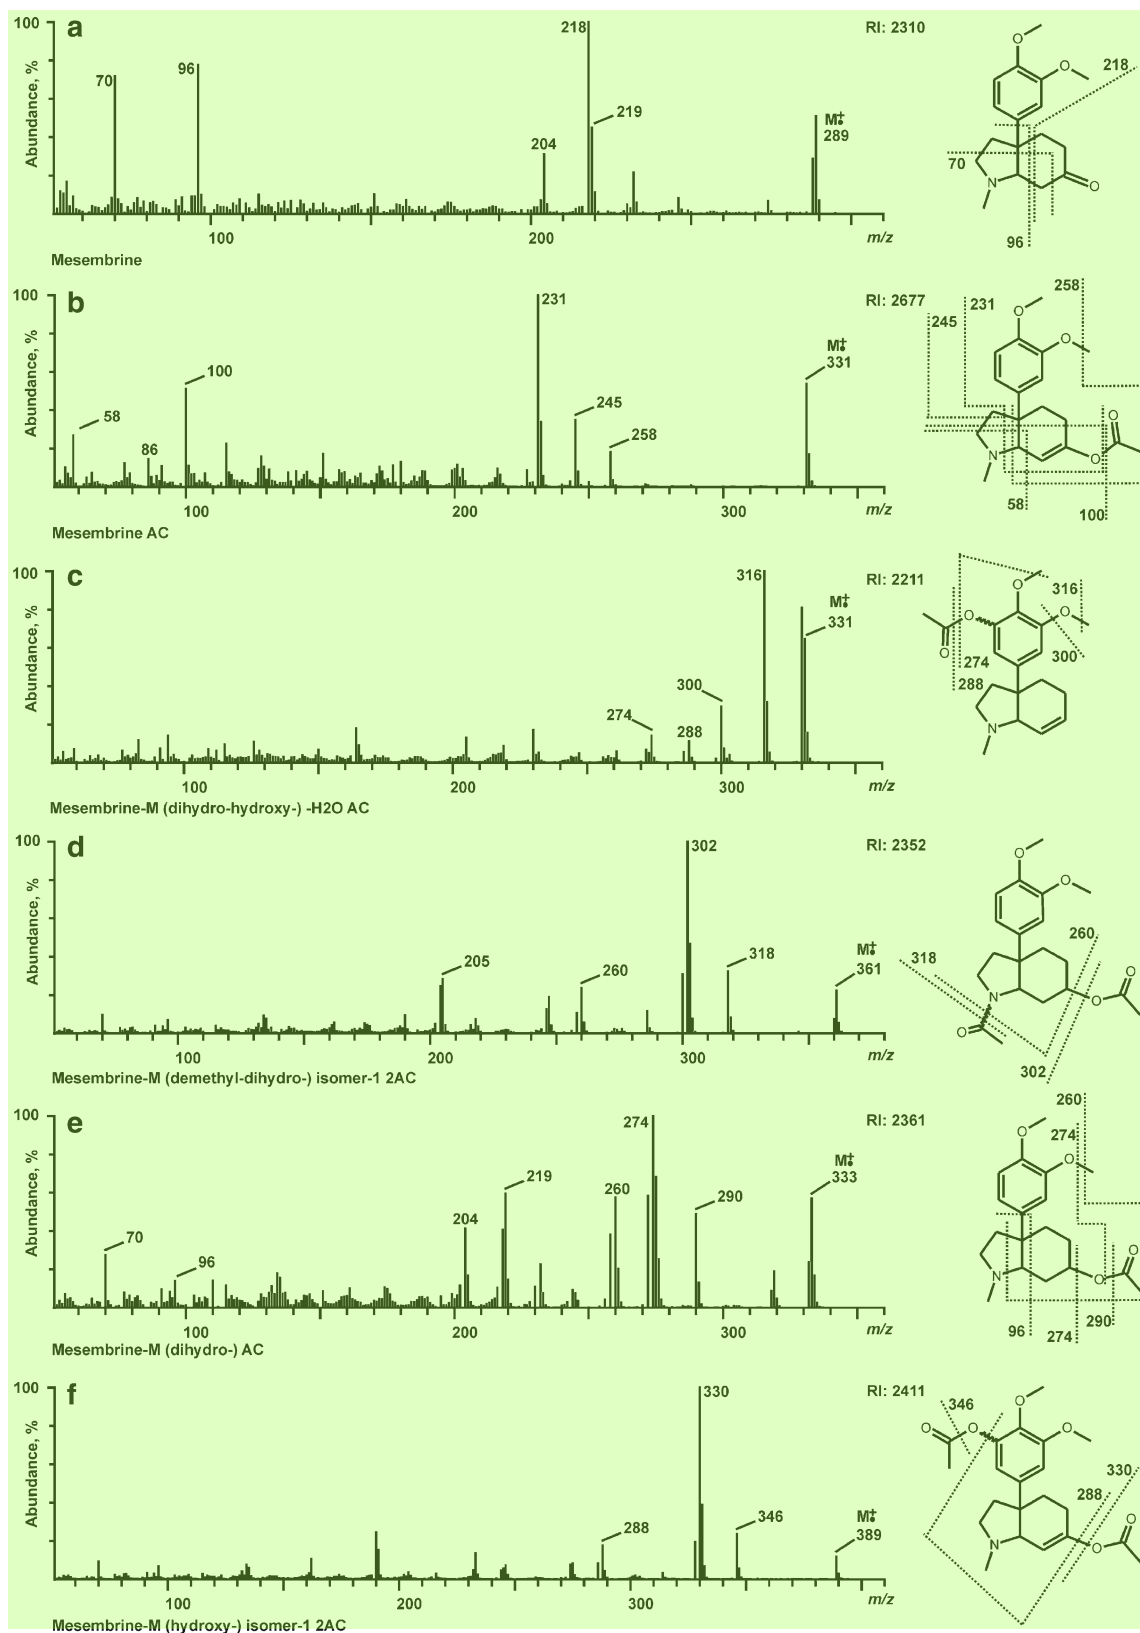 a
RI: 2310
100
Abundance, %
70
96
218
219
204
M+•
289
100
200
m/z
Mesembrine
O
O
218
70
N
O
96
b
RI: 2677
100
Abundance, %
58
86
100
231
245
258
M+•
331
100
200
300
m/z
Mesembrine AC
258
231
245
O
O
O
N
O
58
100
c
RI: 2211
100
Abundance, %
274
288
300
316
M+•
331
100
200
300
m/z
Mesembrine-M (dihydro-hydroxy-) -H2O AC
O
316
O
O
O
274
300
288
N
d
RI: 2352
100
Abundance, %
205
260
302
318
M+•
361
100
200
300
m/z
Mesembrine-M (demethyl-dihydro-) isomer-1 2AC
O
O
260
318
O
N
O
O
302
e
RI: 2361
100
Abundance, %
70
96
204
219
260
274
290
M+•
333
100
200
300
m/z
Mesembrine-M (dihydro-) AC
260
O
274
O
O
N
O
96
274
290
f
RI: 2411
100
Abundance, %
288
330
346
M+•
389
100
200
300
m/z
Mesembrine-M (hydroxy-) isomer-1 2AC
346
O
O
O
O
330
288
O
N
O